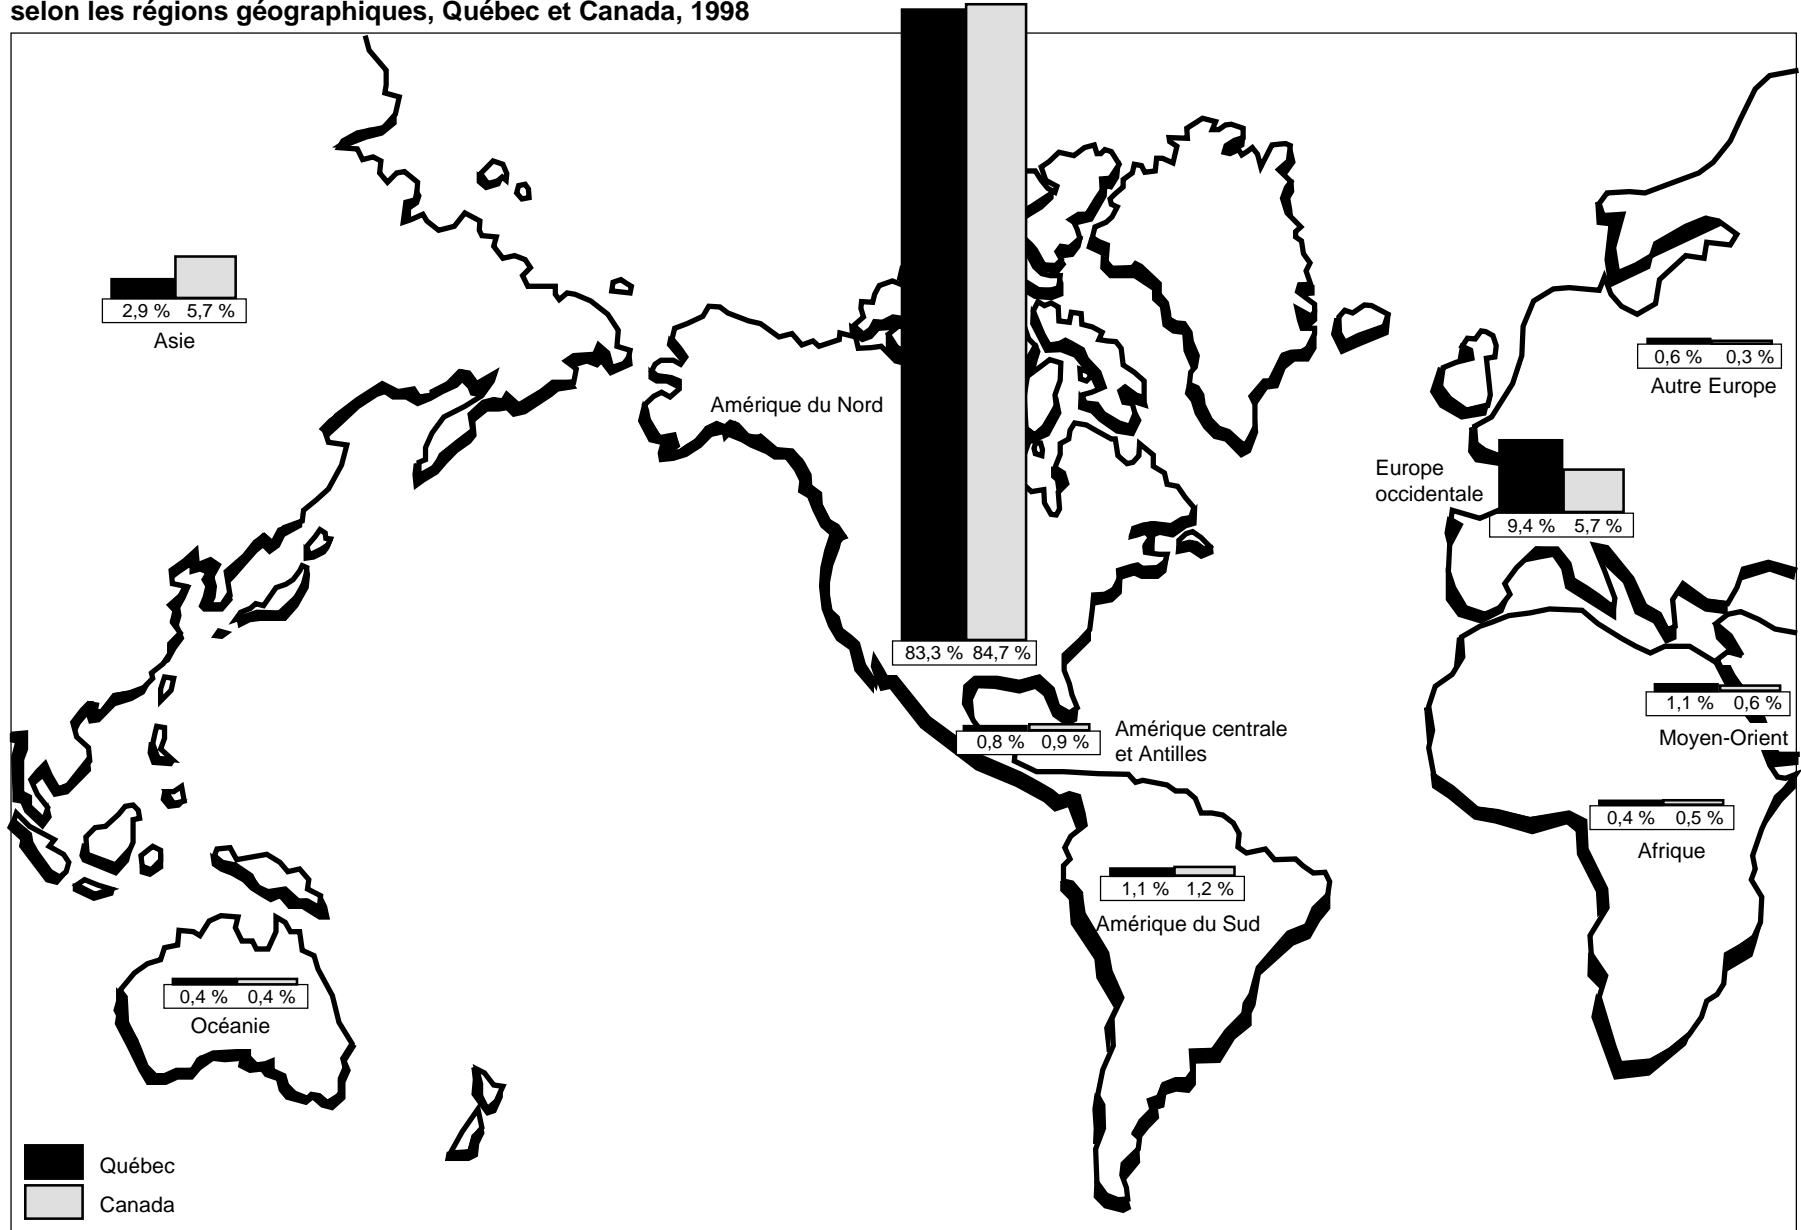 selon les régions géographiques, Québec et Canada, 1998
2,9 % 5,7 %
Asie
Amérique du Nord
83,3 % 84,7 %
0,6 % 0,3 %
Autre Europe
Europe
occidentale
9,4 % 5,7 %
1,1 % 0,6 %
Moyen-Orient
0,8 % 0,9 %
Amérique centrale
et Antilles
0,4 % 0,5 %
Afrique
1,1 % 1,2 %
Amérique du Sud
0,4 % 0,4 %
Océanie
Québec
Canada